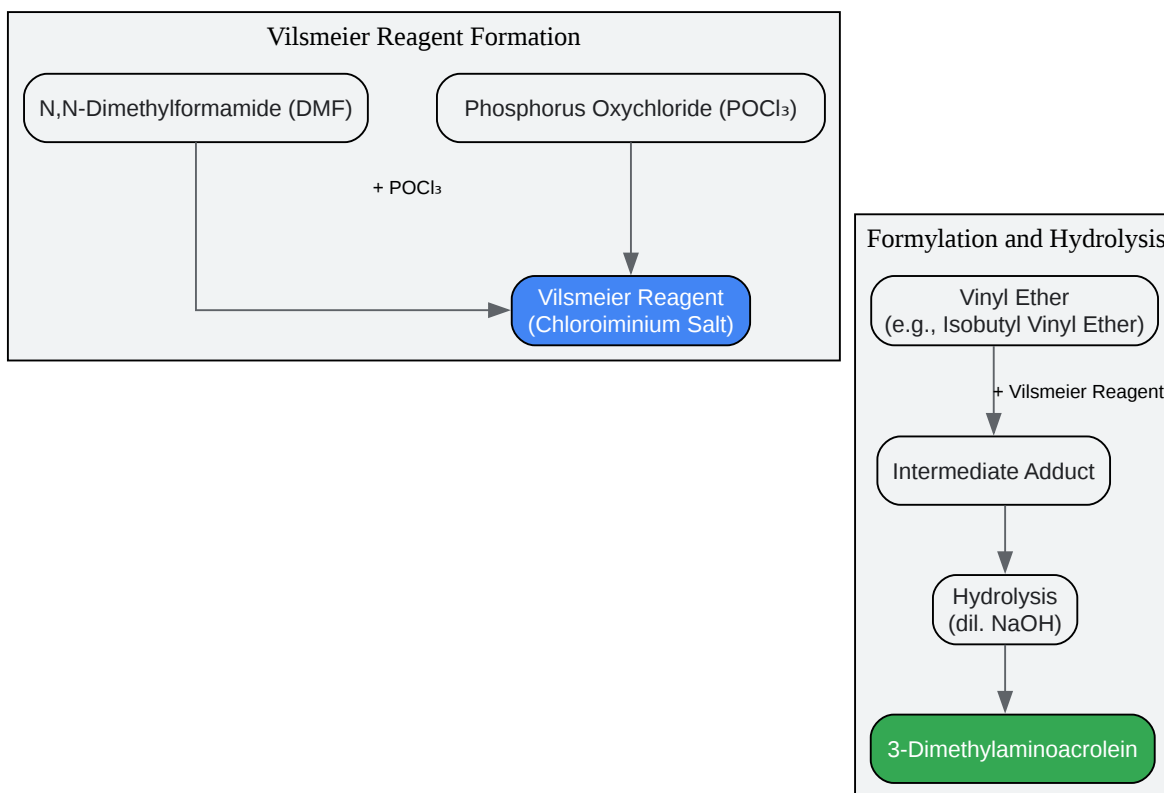 Vilsmeier Reagent Formation
N,N-Dimethylformamide (DMF)
Phosphorus Oxychloride (POCl₃)
+ POCl₃
Vilsmeier Reagent
(Chloroiminium Salt)
Formylation and Hydrolysis
Vinyl Ether
(e.g., Isobutyl Vinyl Ether)
+ Vilsmeier Reagent
Intermediate Adduct
Hydrolysis
(dil. NaOH)
3-Dimethylaminoacrolein